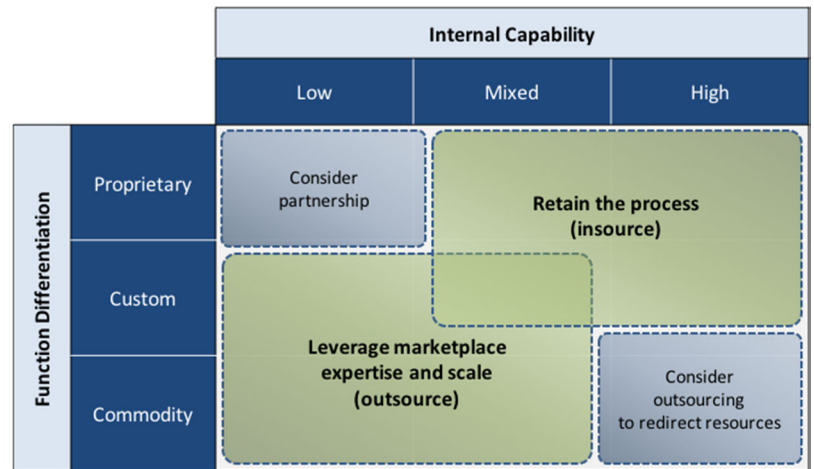 Internal Capability
Low Mixed High
Function Differentiation
Proprietary
Consider
partnership
Retain the process
(insource)
Custom
Leverage marketplace
expertise and scale
(outsource)
Commodity
Consider
outsourcing
to redirect resources